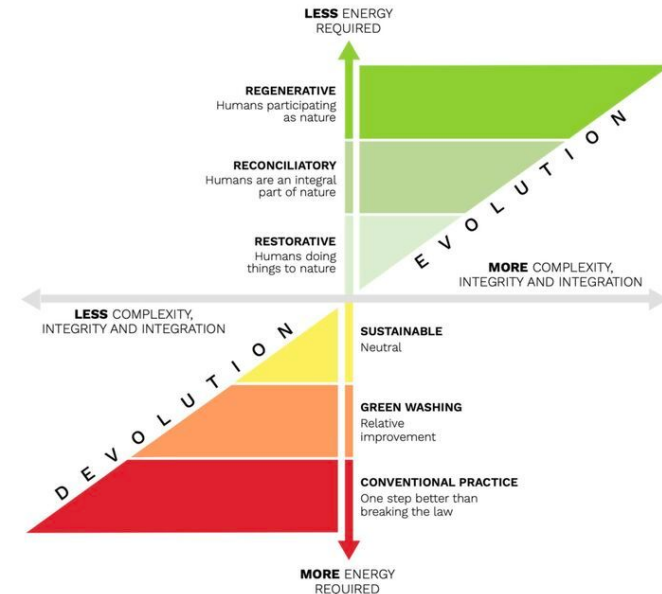 LESS ENERGY
REQUIRED
REGENERATIVE
Humans participating
as nature
RECONCILIATORY
Humans are an integral
part of nature
RESTORATIVE
Humans doing
things to nature
EVOLUTION
MORE COMPLEXITY,
INTEGRITY AND INTEGRATION
LESS COMPLEXITY,
INTEGRITY AND INTEGRATION
DEVOLUTION
SUSTAINABLE
Neutral
GREEN WASHING
Relative
improvement
CONVENTIONAL PRACTICE
One step better than
breaking the law
MORE ENERGY
REQUIRED